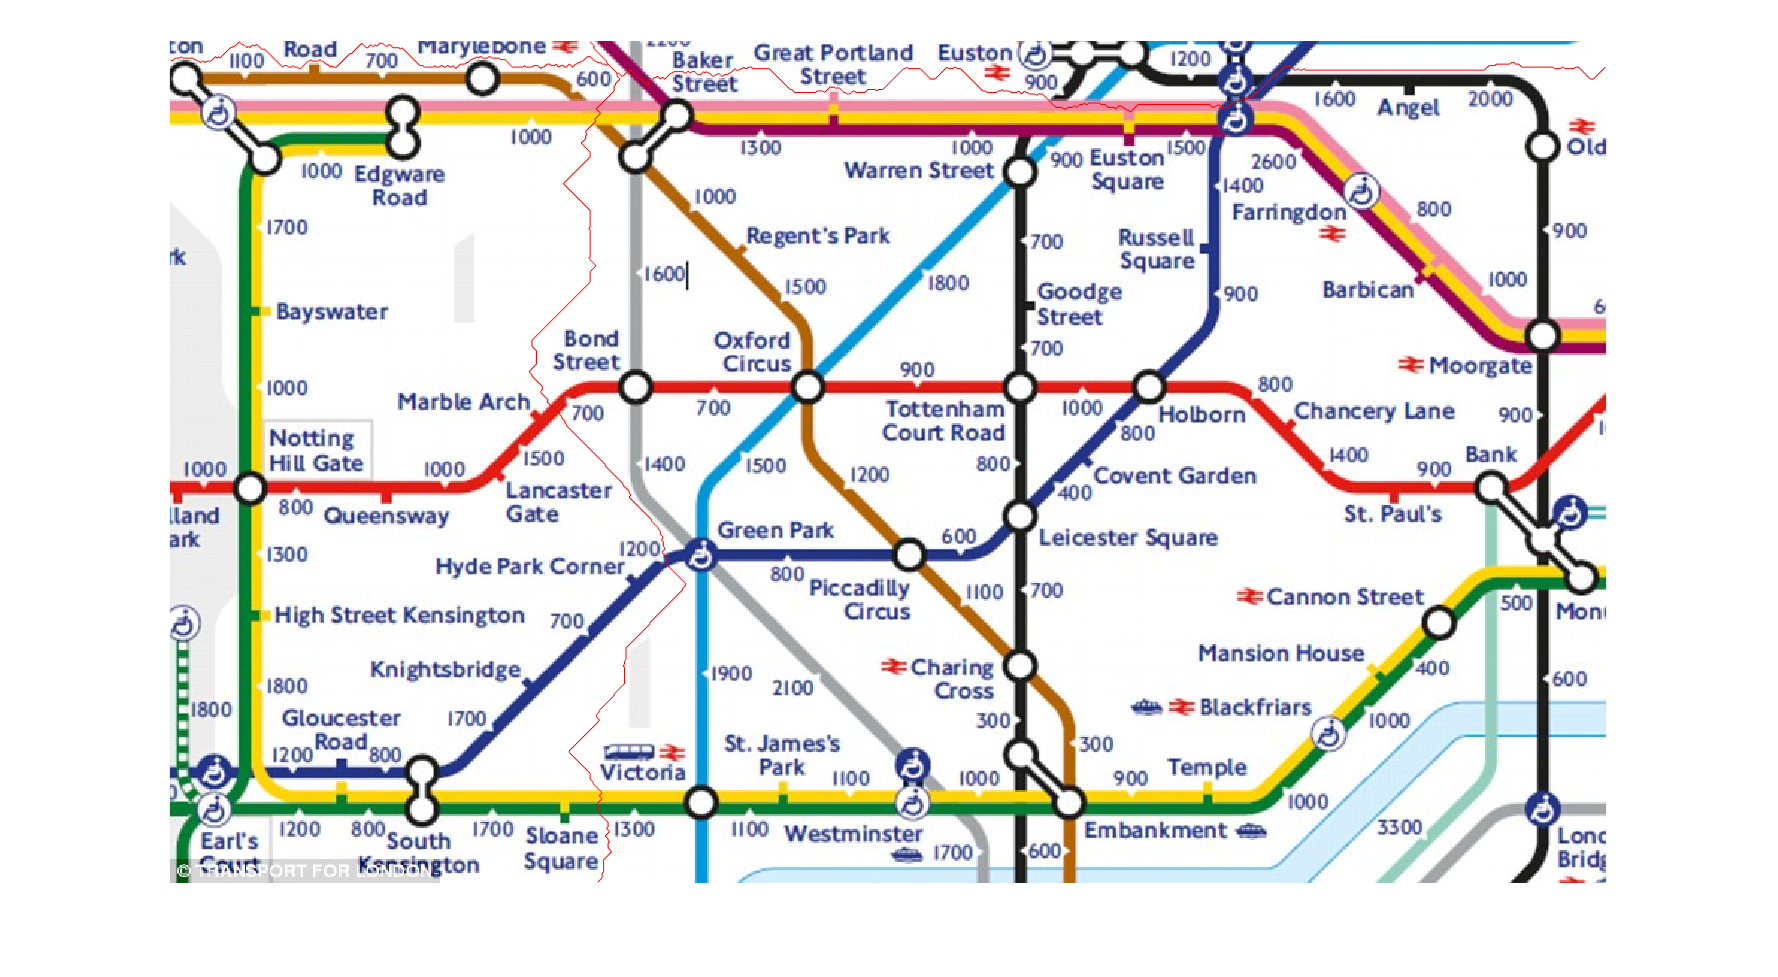 Road
Marylebone
Baker
Street
Great Portland
Street
Euston
1200
1100
700
600
900
1600
Angel
2000
1000
1300
1000
1500
Old
Edgware
Road
1000
Warren Street
900
Euston
Square
2600
1400
Farringdon
800
1000
1700
Regent's Park
700
Russell
Square
900
1600
1500
1800
Goodge
Street
900
Barbican
1000
Bayswater
Bond
Street
Oxford
Circus
700
Moorgate
1000
Marble Arch
700
700
900
Tottenham
Court Road
1000
Holborn
800
800
Chancery Lane
900
Notting
Hill Gate
1000
800
Queensway
1000
1500
Lancaster
Gate
1400
1500
1200
800
400
Covent Garden
1400
900
Bank
St. Paul's
1300
Hyde Park Corner
1200
Green Park
800
Piccadilly
Circus
600
Leicester Square
High Street Kensington
700
1100
700
Cannon Street
500
Knightsbridge
1800
1800
1900
2100
Charing
Cross
Mansion House
400
600
Gloucester
Road
1700
300
300
Blackfriars
1000
1200
800
Victoria
St. James's
Park
1100
1000
900
Temple
1000
Earl's
Court
1200
800
South
Kensington
1700
Sloane
Square
1300
1100
Westminster
1700
600
Embankment
3300
© TRANSPORT FOR LONDON